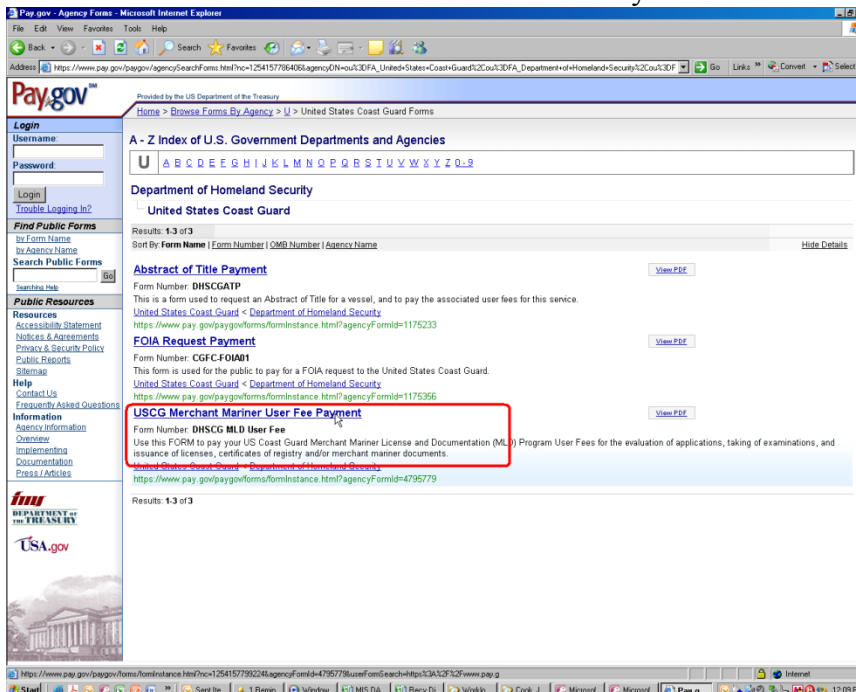 Pay.gov - Agency Forms - Microsoft Internet Explorer
File Edit View Favorites Tools Help
Back Search Favorites
Address https://www.pay.gov/paygov/agencySearchForms.html?nc=1254157786406&agencyDN=ou%3DFA_United+States+Coast+Guard%2Cou%3DFA_Department+of+Homeland+Security%2Cou%3DF Go Links » Convert Select
Pay.gov SM
Provided by the US Department of the Treasury
Home > Browse Forms By Agency > U > United States Coast Guard Forms
Login
Username:
Password:
Login
Trouble Logging In?
Find Public Forms
by Form Name
by Agency Name
Search Public Forms
Go
Searching Help
Public Resources
Resources
Accessibility Statement
Notices & Agreements
Privacy & Security Policy
Public Reports
Sitemap
Help
Contact Us
Frequently Asked Questions
Information
Agency Information
Overview
Implementing
Documentation
Press / Articles
fms
DEPARTMENT OF
THE TREASURY
USA.gov
A - Z Index of U.S. Government Departments and Agencies
U A B C D E F G H I J K L M N O P Q R S T U V W X Y Z 0-9
Department of Homeland Security
United States Coast Guard
Results: 1-3 of 3
Sort By: Form Name | Form Number | OMB Number | Agency Name Hide Details
Abstract of Title Payment View PDF
Form Number: DHSCGATP
This is a form used to request an Abstract of Title for a vessel, and to pay the associated user fees for this service.
United States Coast Guard < Department of Homeland Security
https://www.pay.gov/paygov/forms/formInstance.html?agencyFormId=1175233
FOIA Request Payment View PDF
Form Number: CGFC-FOIA01
This form is used for the public to pay for a FOIA request to the United States Coast Guard.
United States Coast Guard < Department of Homeland Security
https://www.pay.gov/paygov/forms/formInstance.html?agencyFormId=1175356
USCG Merchant Mariner User Fee Payment View PDF
Form Number: DHSCG MLD User Fee
Use this FORM to pay your US Coast Guard Merchant Mariner License and Documentation (MLD) Program User Fees for the evaluation of applications, taking of examinations, and
issuance of licenses, certificates of registry and/or merchant mariner documents.
United States Coast Guard < Department of Homeland Security
https://www.pay.gov/paygov/forms/formInstance.html?agencyFormId=4795779
Results: 1-3 of 3
https://www.pay.gov/paygov/forms/formInstance.html?nc=1254157799224&agencyFormId=4795779&userFormSearch=https%3A%2F%2Fwww.pay.g Internet
Start Sent Ite 1 Remin Window MIS DA Recv Di Workin Cook J Microsof Microsof Pay.g